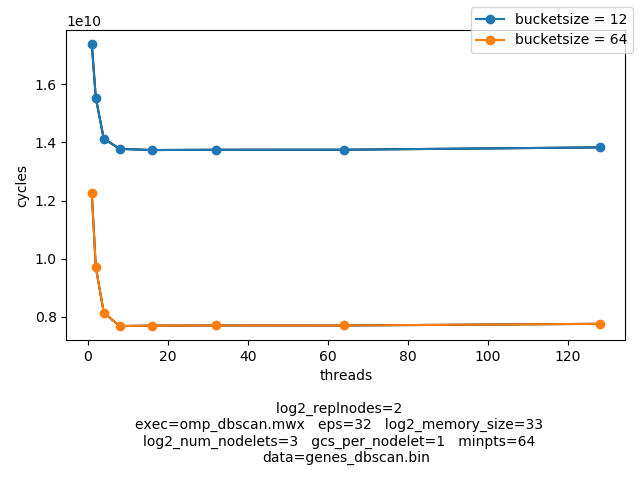 1e10
bucketsize = 12
bucketsize = 64
1.6
1.4
1.2
1.0
0.8
cycles
0 20 40 60 80 100 120
threads
log2_replnodes=2
exec=omp_dbscan.mwx eps=32 log2_memory_size=33
log2_num_nodelets=3 gcs_per_nodelet=1 minpts=64
data=genes_dbscan.bin